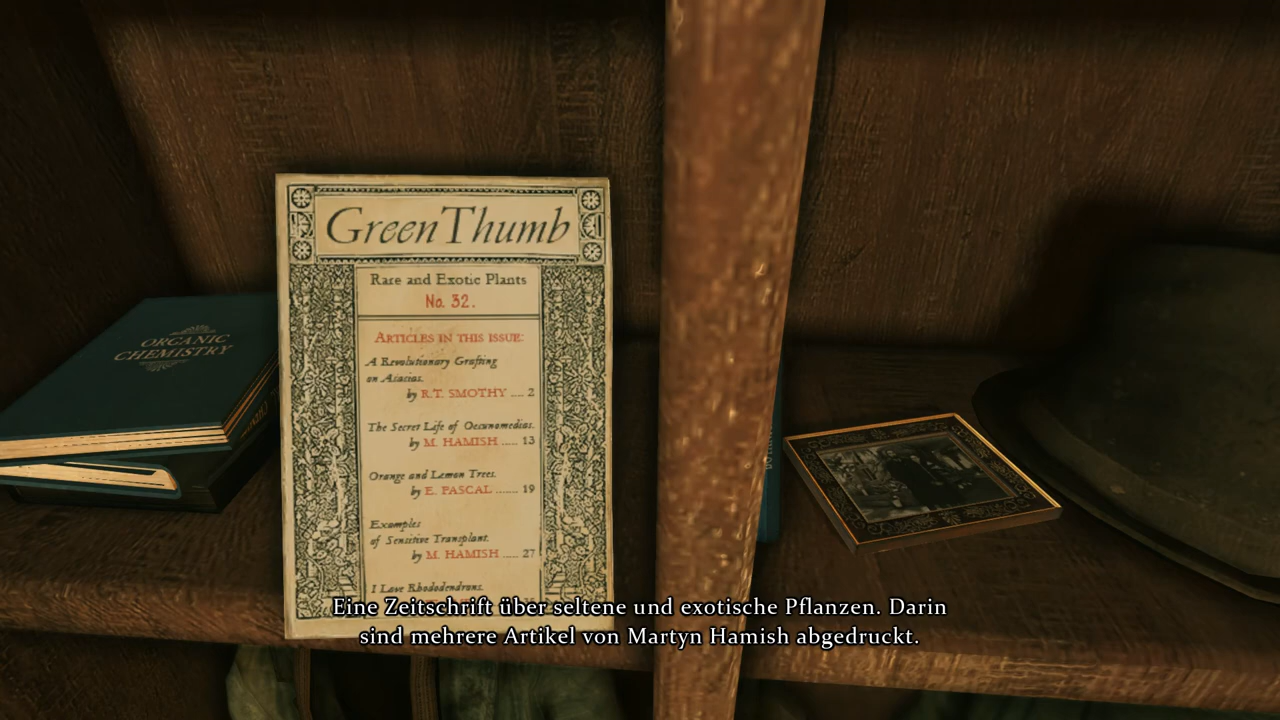 ORGANIC
CHEMISTRY
Green Thumb
Rare and Exotic Plants
No. 32.
ARTICLES IN THIS ISSUE:
A Revolutionary Grafting
on Asacias.
by R.T. SMOTHY .... 2
The Secret Life of Oecunomedias.
by M. HAMISH ..... 13
Orange and Lemon Trees.
by E. PASCAL ....... 19
Examples
of Sensitive Transplant.
by M. HAMISH ..... 27
I Love Rhododendrons.
Eine Zeitschrift über seltene und exotische Pflanzen. Darin
sind mehrere Artikel von Martyn Hamish abgedruckt.